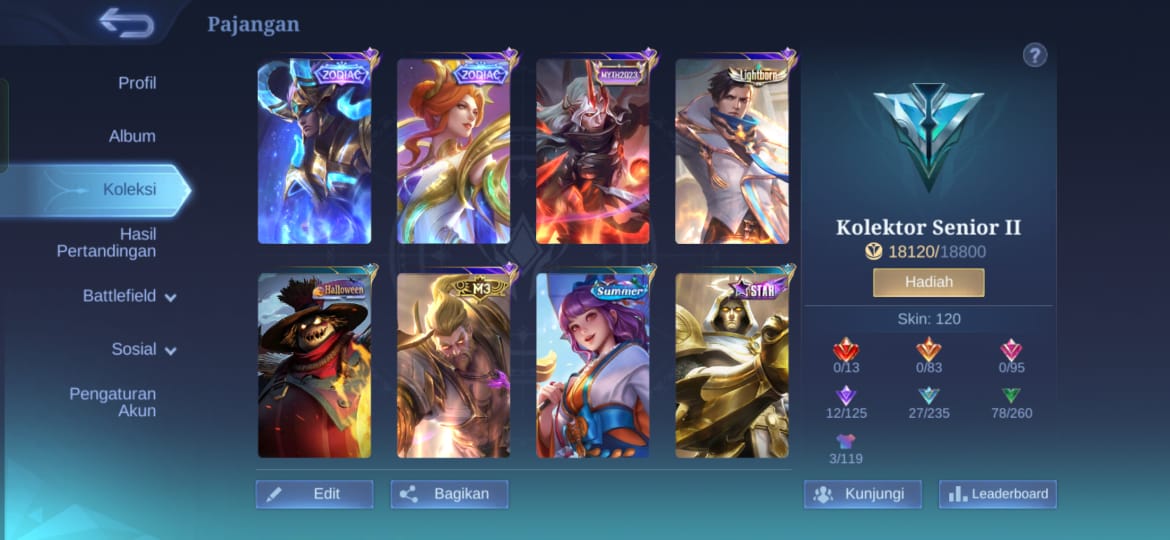 Pajangan
Profil
Album
Koleksi
Hasil
Pertandingan
Battlefield
Sosial
Pengaturan
Akun
ZODIAC
ZODIAC
MYTH2023
Lightborn
Halloween
M3
Summer
STAR
Edit
Bagikan
?
Kolektor Senior II
18120/18800
Hadiah
Skin: 120
0/13
0/83
0/95
12/125
27/235
78/260
3/119
Kunjungi
Leaderboard